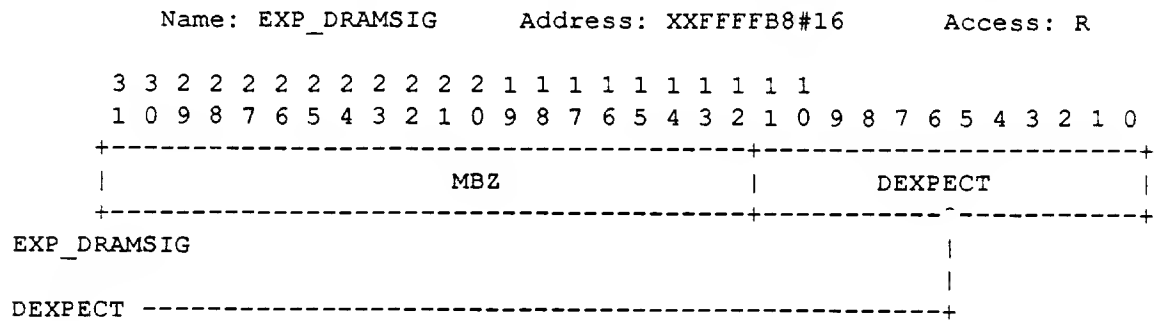 Name: EXP_DRAMSIG Address: XXFFFFB8#16 Access: R
3 3 2 2 2 2 2 2 2 2 2 2 1 1 1 1 1 1 1 1 1 1
1 0 9 8 7 6 5 4 3 2 1 0 9 8 7 6 5 4 3 2 1 0 9 8 7 6 5 4 3 2 1 0
+---------------------------------------+-----------------------+
| MBZ | DEXPECT |
+---------------------------------------+-----------^-----------+
EXP_DRAMSIG |
|
DEXPECT -------------------------------------------------+